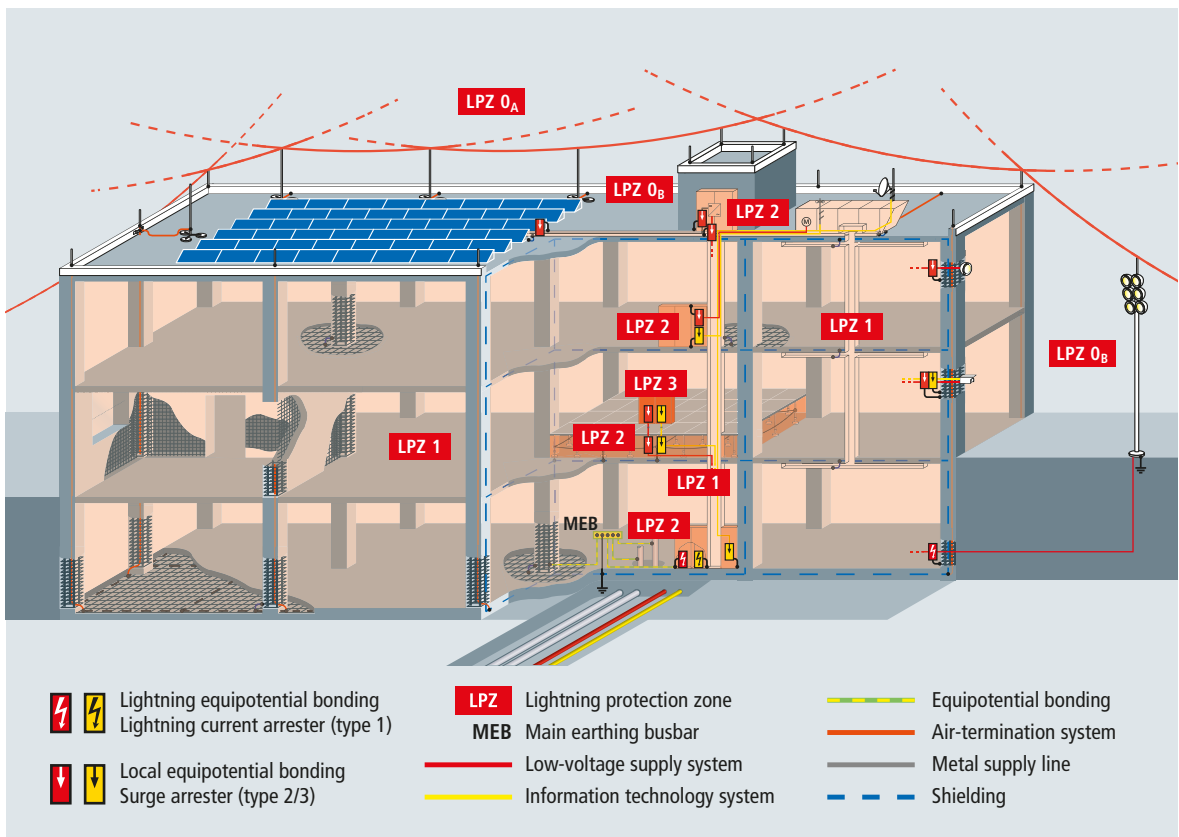 LPZ 0A
LPZ 0B
LPZ 2
M
LPZ 2
LPZ 1
LPZ 0B
LPZ 3
LPZ 1
LPZ 2
LPZ 1
MEB
LPZ 2
Lightning equipotential bonding
Lightning current arrester (type 1)
Local equipotential bonding
Surge arrester (type 2/3)
LPZ Lightning protection zone
MEB Main earthing busbar
Low-voltage supply system
Information technology system
Equipotential bonding
Air-termination system
Metal supply line
Shielding